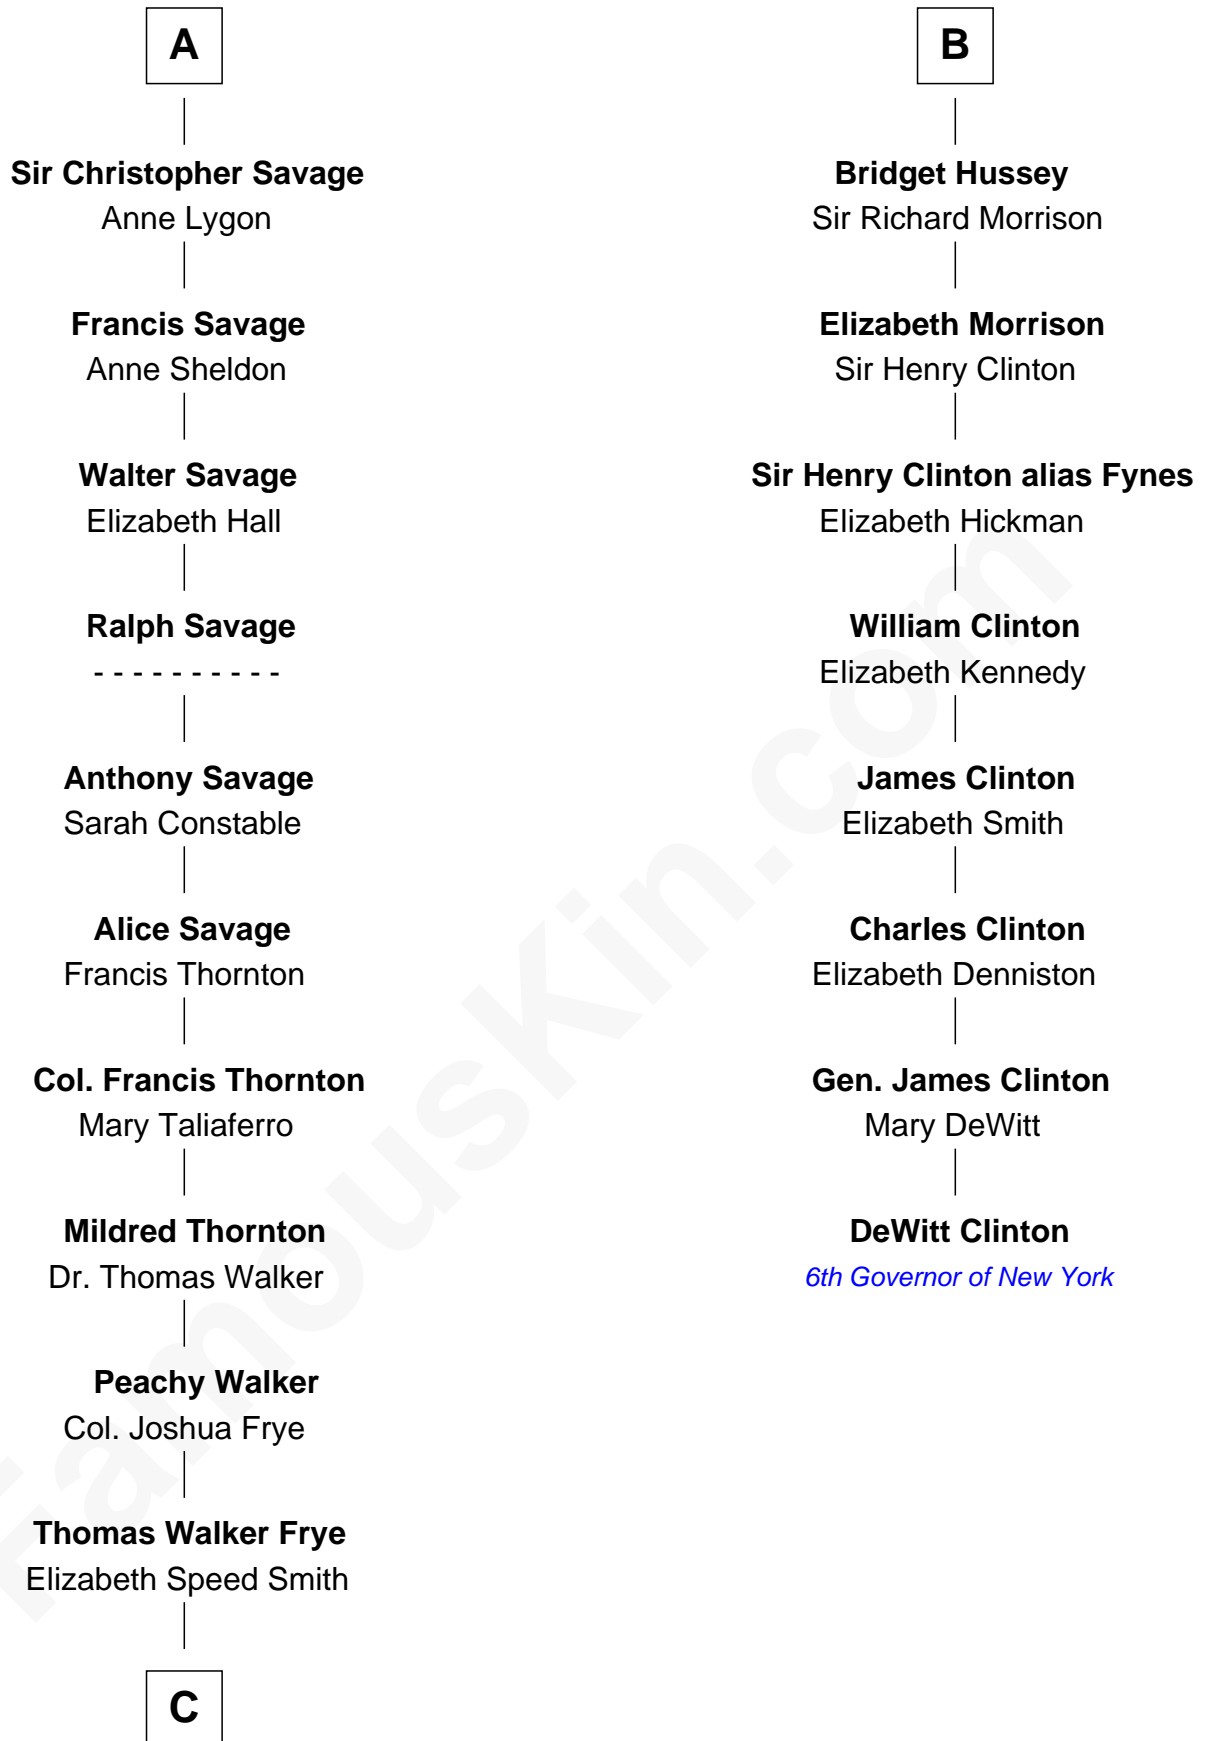 A
Sir Christopher Savage
Anne Lygon
Francis Savage
Anne Sheldon
Walter Savage
Elizabeth Hall
Ralph Savage
- - - - - - - - - -
Anthony Savage
Sarah Constable
Alice Savage
Francis Thornton
Col. Francis Thornton
Mary Taliaferro
Mildred Thornton
Dr. Thomas Walker
Peachy Walker
Col. Joshua Frye
Thomas Walker Frye
Elizabeth Speed Smith
C
B
Bridget Hussey
Sir Richard Morrison
Elizabeth Morrison
Sir Henry Clinton
Sir Henry Clinton alias Fynes
Elizabeth Hickman
William Clinton
Elizabeth Kennedy
James Clinton
Elizabeth Smith
Charles Clinton
Elizabeth Denniston
Gen. James Clinton
Mary DeWitt
DeWitt Clinton
6th Governor of New York
FamousKin.com